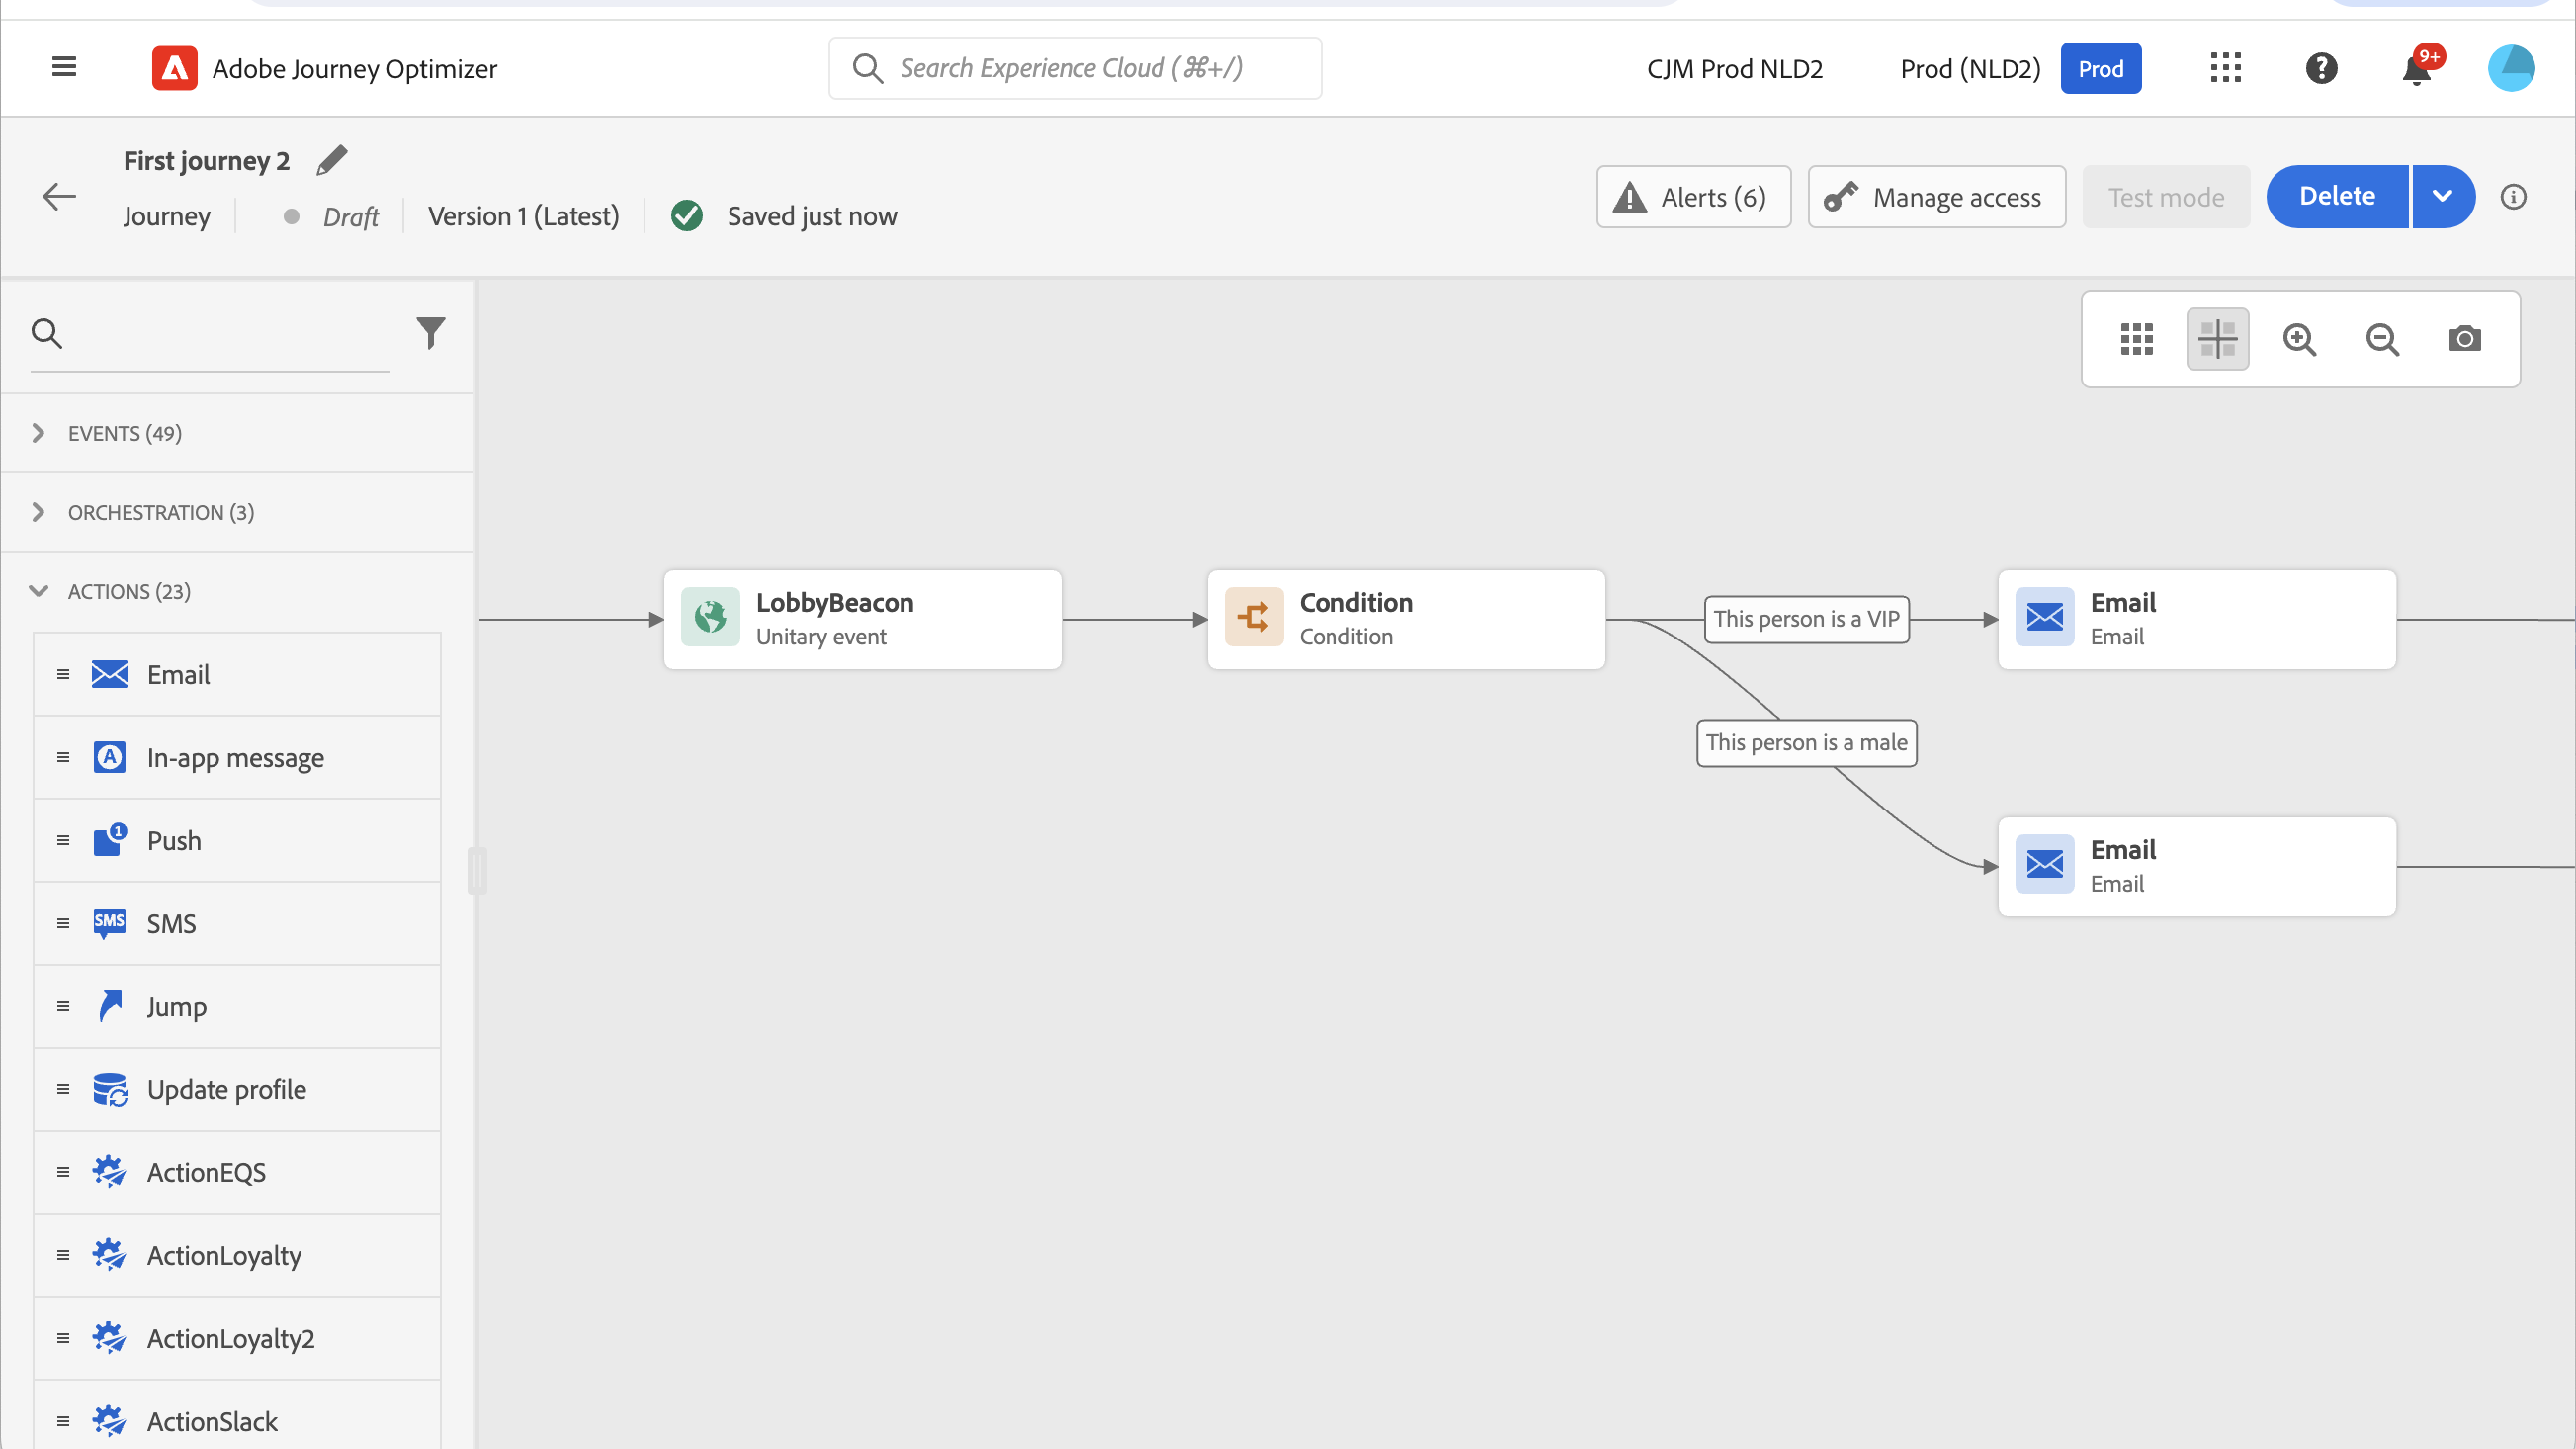 Adobe Journey Optimizer
Search Experience Cloud (⌘+/)
CJM Prod NLD2
Prod (NLD2)
Prod
9+
First journey 2
Journey
Draft
Version 1 (Latest)
Saved just now
Alerts (6)
Manage access
Test mode
Delete
EVENTS (49)
ORCHESTRATION (3)
ACTIONS (23)
Email
In-app message
Push
SMS
SMS
Jump
Update profile
ActionEQS
ActionLoyalty
ActionLoyalty2
ActionSlack
LobbyBeacon
Unitary event
Condition
Condition
This person is a VIP
This person is a male
Email
Email
Email
Email